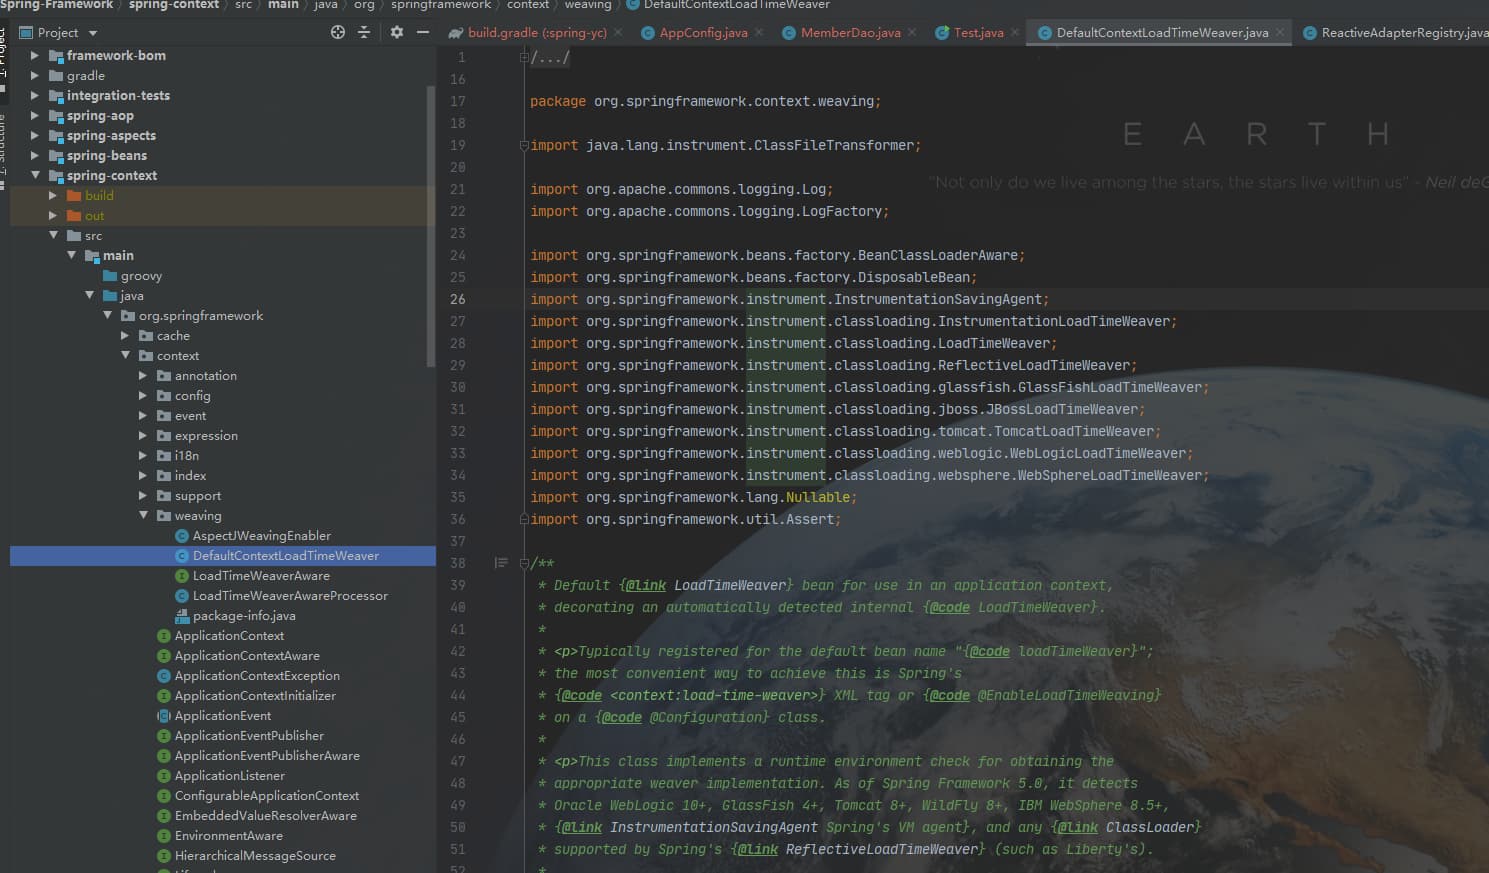 Spring-Framework › spring-context › src › main › java › org › springframework › context › weaving › DefaultContextLoadTimeWeaver
Project
build.gradle (:spring-yc)
AppConfig.java
MemberDao.java
Test.java
DefaultContextLoadTimeWeaver.java
ReactiveAdapterRegistry.java
framework-bom
gradle
integration-tests
spring-aop
spring-aspects
spring-beans
spring-context
build
out
src
main
groovy
java
org.springframework
cache
context
annotation
config
event
expression
i18n
index
support
weaving
AspectJWeavingEnabler
DefaultContextLoadTimeWeaver
LoadTimeWeaverAware
LoadTimeWeaverAwareProcessor
package-info.java
ApplicationContext
ApplicationContextAware
ApplicationContextException
ApplicationContextInitializer
ApplicationEvent
ApplicationEventPublisher
ApplicationEventPublisherAware
ApplicationListener
ConfigurableApplicationContext
EmbeddedValueResolverAware
EnvironmentAware
HierarchicalMessageSource
1 /.../
16
17 package org.springframework.context.weaving;
18
19 import java.lang.instrument.ClassFileTransformer;
20
21 import org.apache.commons.logging.Log;
22 import org.apache.commons.logging.LogFactory;
23
24 import org.springframework.beans.factory.BeanClassLoaderAware;
25 import org.springframework.beans.factory.DisposableBean;
26 import org.springframework.instrument.InstrumentationSavingAgent;
27 import org.springframework.instrument.classloading.InstrumentationLoadTimeWeaver;
28 import org.springframework.instrument.classloading.LoadTimeWeaver;
29 import org.springframework.instrument.classloading.ReflectiveLoadTimeWeaver;
30 import org.springframework.instrument.classloading.glassfish.GlassFishLoadTimeWeaver;
31 import org.springframework.instrument.classloading.jboss.JBossLoadTimeWeaver;
32 import org.springframework.instrument.classloading.tomcat.TomcatLoadTimeWeaver;
33 import org.springframework.instrument.classloading.weblogic.WebLogicLoadTimeWeaver;
34 import org.springframework.instrument.classloading.websphere.WebSphereLoadTimeWeaver;
35 import org.springframework.lang.Nullable;
36 import org.springframework.util.Assert;
37
38 /**
39 * Default {@link LoadTimeWeaver} bean for use in an application context,
40 * decorating an automatically detected internal {@code LoadTimeWeaver}.
41 *
42 * <p>Typically registered for the default bean name "{@code loadTimeWeaver}";
43 * the most convenient way to achieve this is Spring's
44 * {@code <context:load-time-weaver>} XML tag or {@code @EnableLoadTimeWeaving}
45 * on a {@code @Configuration} class.
46 *
47 * <p>This class implements a runtime environment check for obtaining the
48 * appropriate weaver implementation. As of Spring Framework 5.0, it detects
49 * Oracle WebLogic 10+, GlassFish 4+, Tomcat 8+, WildFly 8+, IBM WebSphere 8.5+,
50 * {@link InstrumentationSavingAgent Spring's VM agent}, and any {@link ClassLoader}
51 * supported by Spring's {@link ReflectiveLoadTimeWeaver} (such as Liberty's).
52 *
EARTH
"Not only do we live among the stars, the stars live within us" - Neil